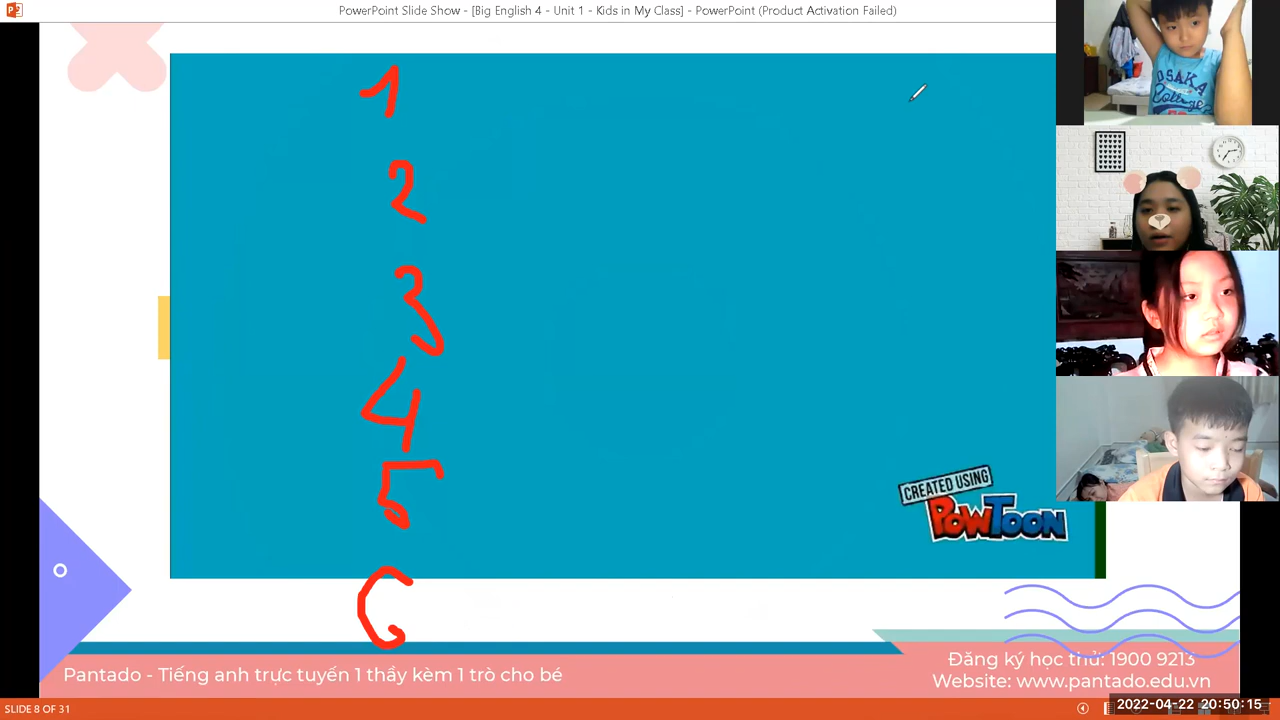 PowerPoint Slide Show - [Big English 4 - Unit 1 - Kids in My Class] - PowerPoint (Product Activation Failed)
1
2
3
4
5
6
OSAKA
College
CREATED USING
POWTOON
Pantado - Tiếng anh trực tuyến 1 thầy kèm 1 trò cho bé
Đăng ký học thử: 1900 9213
Website: www.pantado.edu.vn
SLIDE 8 OF 31
2022-04-22 20:50:15